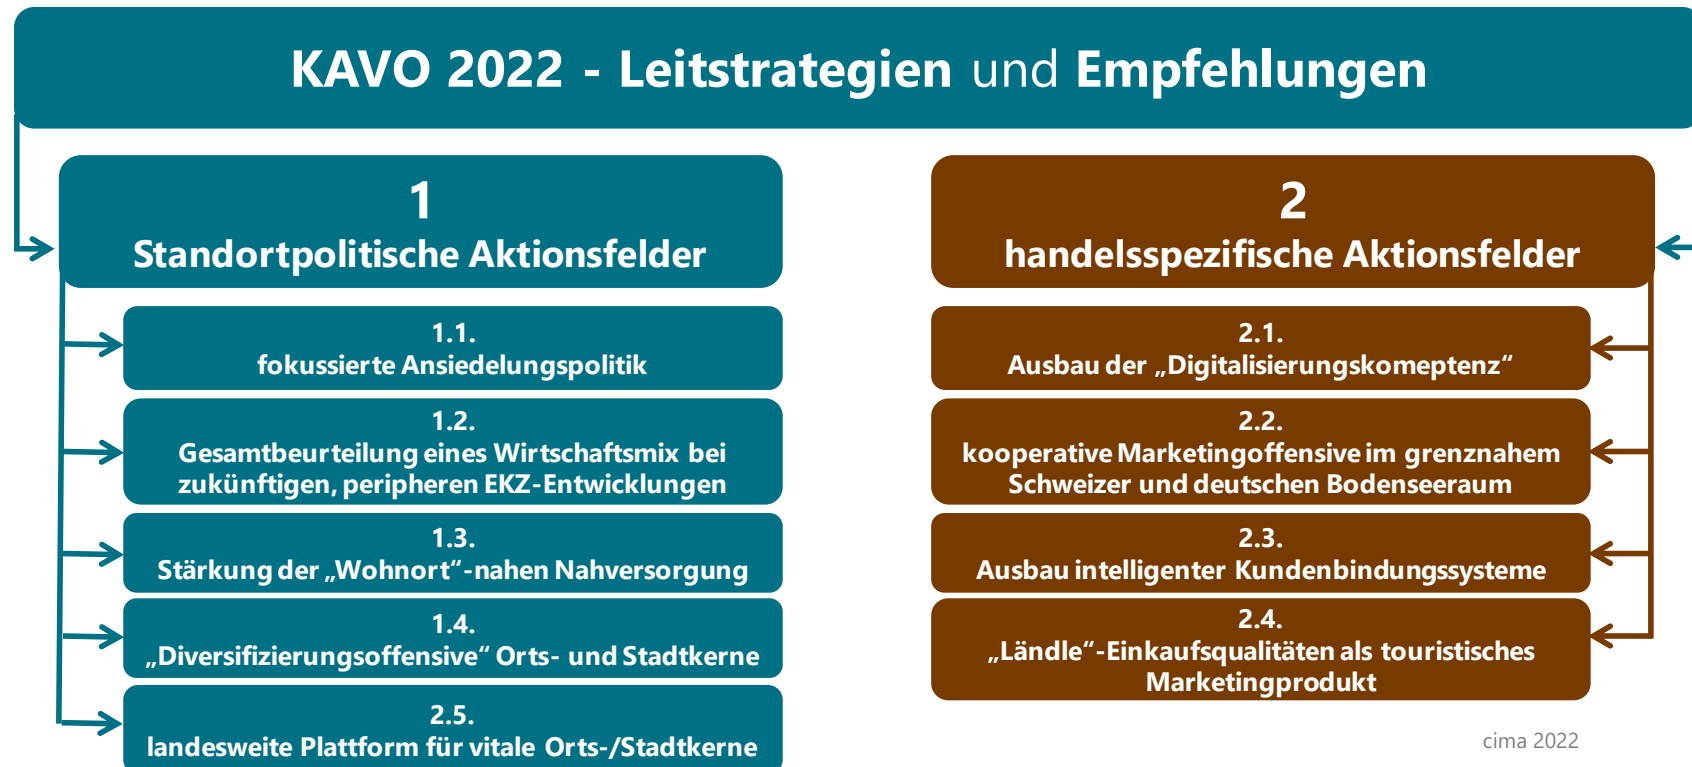 KAVO 2022 - Leitstrategien und Empfehlungen
1
Standortpolitische Aktionsfelder
1.1.
fokussierte Ansiedelungspolitik
1.2.
Gesamtbeurteilung eines Wirtschaftsmix bei
zukünftigen, peripheren EKZ-Entwicklungen
1.3.
Stärkung der „Wohnort“-nahen Nahversorgung
1.4.
„Diversifizierungsoffensive“ Orts- und Stadtkerne
2.5.
landesweite Plattform für vitale Orts-/Stadtkerne
2
handelsspezifische Aktionsfelder
2.1.
Ausbau der „Digitalisierungskomeptenz“
2.2.
kooperative Marketingoffensive im grenznahem
Schweizer und deutschen Bodenseeraum
2.3.
Ausbau intelligenter Kundenbindungssysteme
2.4.
„Ländle“-Einkaufsqualitäten als touristisches
Marketingprodukt
cima 2022